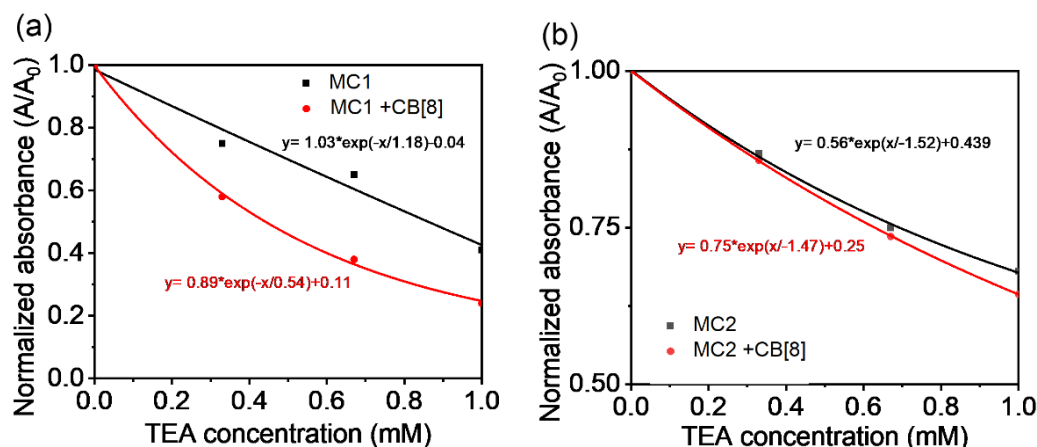 (a)
Normalized absorbance (A/A₀)
1.0
0.8
0.6
0.4
0.2
0.0
MC1
MC1 +CB[8]
y= 1.03*exp(-x/1.18)-0.04
y= 0.89*exp(-x/0.54)+0.11
0.0 0.2 0.4 0.6 0.8 1.0
TEA concentration (mM)
(b)
Normalized absorbance (A/A₀)
1.00
0.75
0.50
y= 0.56*exp(x/-1.52)+0.439
y= 0.75*exp(x/-1.47)+0.25
MC2
MC2 +CB[8]
0.0 0.2 0.4 0.6 0.8 1.0
TEA concentration (mM)